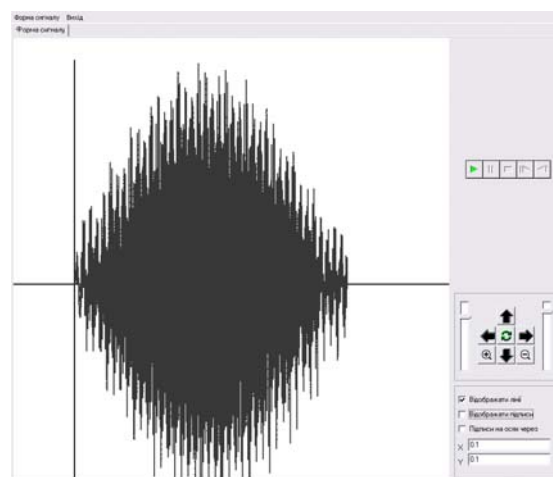 Форма сигналу Вихід
Форма сигналу
Відображати лінії
Відображати підписи
Підписи на осях через
X 0.1
Y 0.1